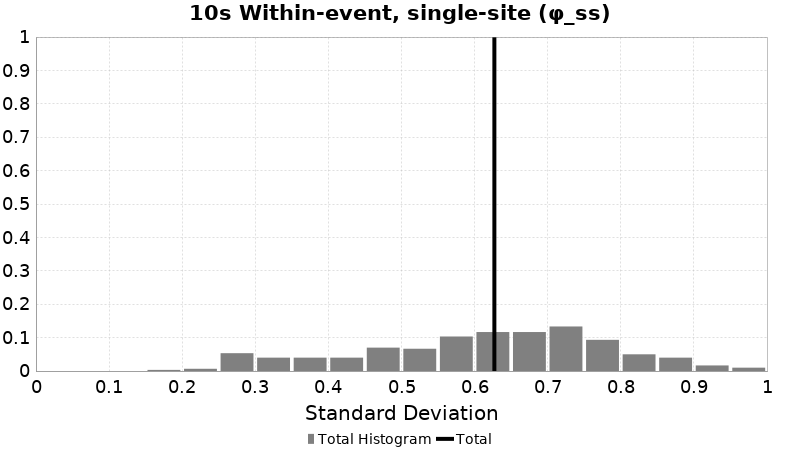 10s Within-event, single-site (φ_ss)
1
0.9
0.8
0.7
0.6
0.5
0.4
0.3
0.2
0.1
0
0 0.1 0.2 0.3 0.4 0.5 0.6 0.7 0.8 0.9 1
Standard Deviation
Total Histogram Total